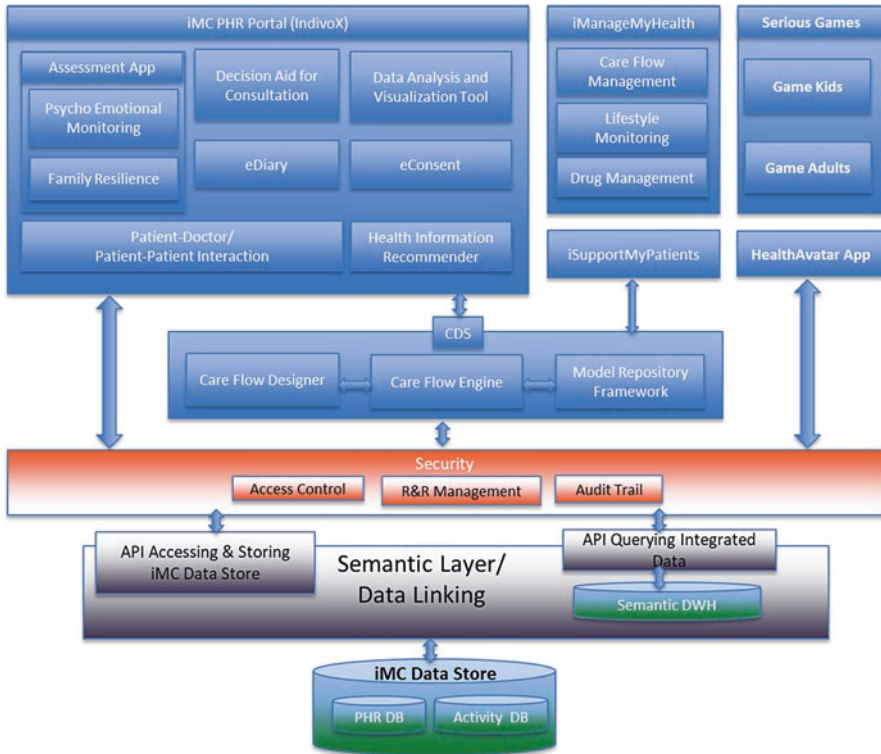 iMC PHR Portal (IndivoX)
Assessment App
Psycho Emotional
Monitoring
Family Resilience
Decision Aid for
Consultation
Data Analysis and
Visualization Tool
eDiary
eConsent
Patient-Doctor/
Patient-Patient Interaction
Health Information
Recommender
iManageMyHealth
Care Flow
Management
Lifestyle
Monitoring
Drug Management
Serious Games
Game Kids
Game Adults
iSupportMyPatients
HealthAvatar App
CDS
Care Flow Designer
Care Flow Engine
Model Repository
Framework
Security
Access Control
R&R Management
Audit Trail
API Accessing & Storing
iMC Data Store
Semantic Layer/
Data Linking
API Querying Integrated
Data
Semantic DWH
iMC Data Store
PHR DB
Activity DB